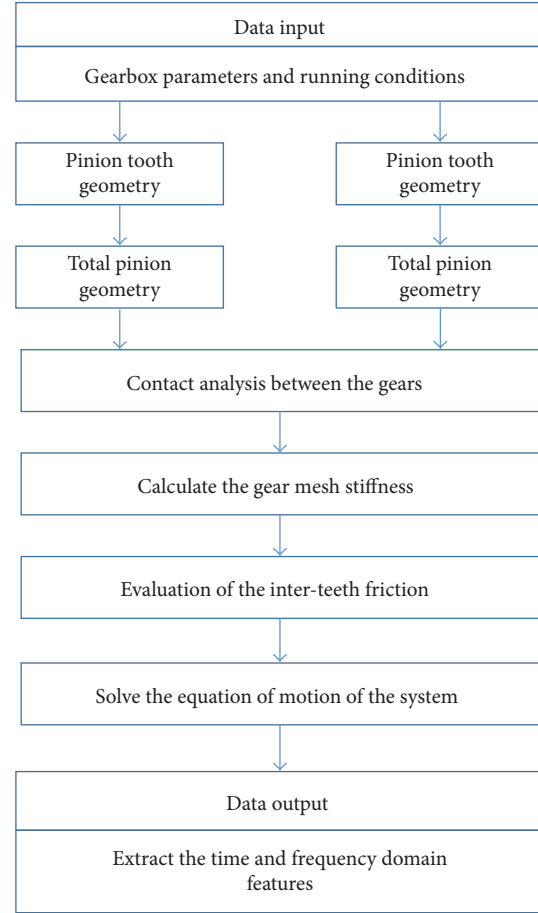 Data input
Gearbox parameters and running conditions
Pinion tooth
geometry
Pinion tooth
geometry
Total pinion
geometry
Total pinion
geometry
Contact analysis between the gears
Calculate the gear mesh stiffness
Evaluation of the inter-teeth friction
Solve the equation of motion of the system
Data output
Extract the time and frequency domain
features